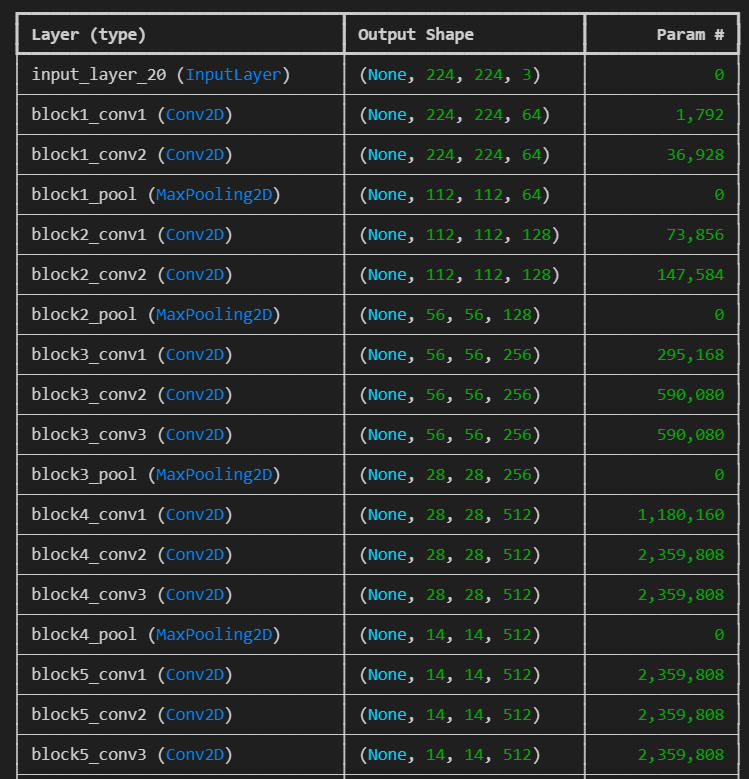 Layer (type) Output Shape Param #
input_layer_20 (InputLayer) (None, 224, 224, 3) 0
block1_conv1 (Conv2D) (None, 224, 224, 64) 1,792
block1_conv2 (Conv2D) (None, 224, 224, 64) 36,928
block1_pool (MaxPooling2D) (None, 112, 112, 64) 0
block2_conv1 (Conv2D) (None, 112, 112, 128) 73,856
block2_conv2 (Conv2D) (None, 112, 112, 128) 147,584
block2_pool (MaxPooling2D) (None, 56, 56, 128) 0
block3_conv1 (Conv2D) (None, 56, 56, 256) 295,168
block3_conv2 (Conv2D) (None, 56, 56, 256) 590,080
block3_conv3 (Conv2D) (None, 56, 56, 256) 590,080
block3_pool (MaxPooling2D) (None, 28, 28, 256) 0
block4_conv1 (Conv2D) (None, 28, 28, 512) 1,180,160
block4_conv2 (Conv2D) (None, 28, 28, 512) 2,359,808
block4_conv3 (Conv2D) (None, 28, 28, 512) 2,359,808
block4_pool (MaxPooling2D) (None, 14, 14, 512) 0
block5_conv1 (Conv2D) (None, 14, 14, 512) 2,359,808
block5_conv2 (Conv2D) (None, 14, 14, 512) 2,359,808
block5_conv3 (Conv2D) (None, 14, 14, 512) 2,359,808